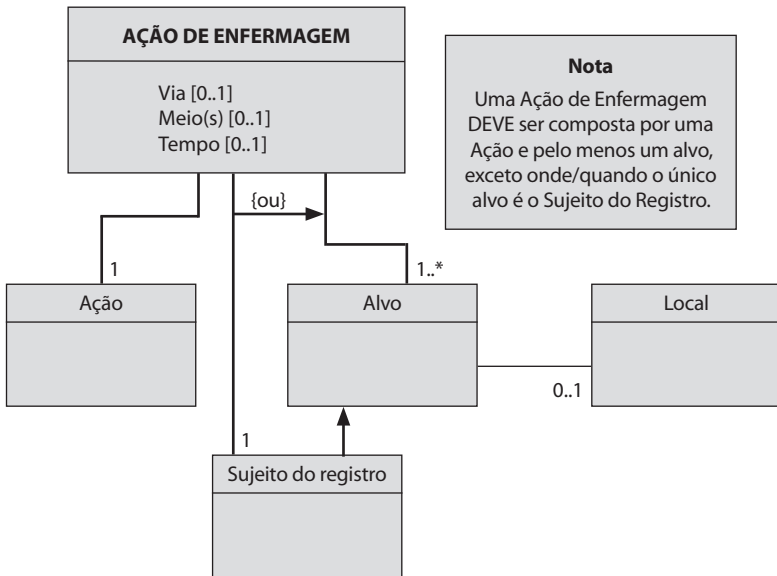 AÇÃO DE ENFERMAGEM
Via [0..1]
Meio(s) [0..1]
Tempo [0..1]
Nota
Uma Ação de Enfermagem
DEVE ser composta por uma
Ação e pelo menos um alvo,
exceto onde/quando o único
alvo é o Sujeito do Registro.
{ou}
1
1..*
Ação
Alvo
Local
0..1
1
Sujeito do registro